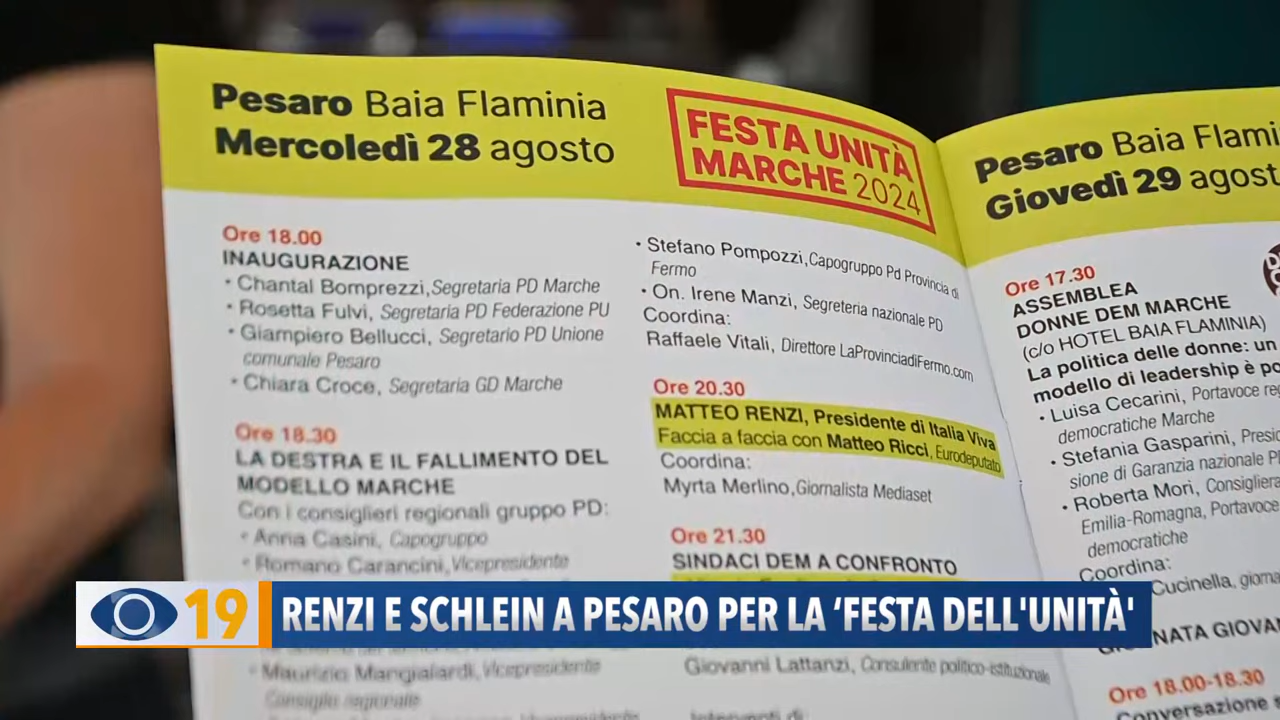 Pesaro Baia Flaminia
Mercoledì 28 agosto
FESTA UNITÀ
MARCHE 2024
Ore 18.00
INAUGURAZIONE
• Chantal Bomprezzi, Segretaria PD Marche
• Rosetta Fulvi, Segretaria PD Federazione PU
• Giampiero Bellucci, Segretario PD Unione
comunale Pesaro
• Chiara Croce, Segretaria GD Marche
Ore 18.30
LA DESTRA E IL FALLIMENTO DEL
MODELLO MARCHE
Con i consiglieri regionali gruppo PD:
• Anna Casini, Capogruppo
• Romano Carancini, Vicepresidente
• Maurizio Mangialardi, Vicepresidente
Consiglio regionale
• Stefano Pompozzi, Capogruppo Pd Provincia di
Fermo
• On. Irene Manzi, Segreteria nazionale PD
Coordina:
Raffaele Vitali, Direttore LaProvinciadiFermo.com
Ore 20.30
MATTEO RENZI, Presidente di Italia Viva
Faccia a faccia con Matteo Ricci, Eurodeputato
Coordina:
Myrta Merlino, Giornalista Mediaset
Ore 21.30
SINDACI DEM A CONFRONTO
Giovanni Lattanzi, Consulente politico-istituzionale
Interventi di:
Pesaro Baia Flami
Giovedì 29 agost
Ore 17.30
ASSEMBLEA
DONNE DEM MARCHE
(c/o HOTEL BAIA FLAMINIA)
La politica delle donne: un
modello di leadership è po
• Luisa Cecarini, Portavoce reg
democratiche Marche
• Stefania Gasparini, Presid
sione di Garanzia nazionale P
• Roberta Mori, Consigliera
Emilia-Romagna, Portavoce
democratiche
Coordina:
Cucinella, giorna
NATA GIOVAN
Ore 18.00-18.30
Conversazione
19
RENZI E SCHLEIN A PESARO PER LA ‘FESTA DELL'UNITÀ'